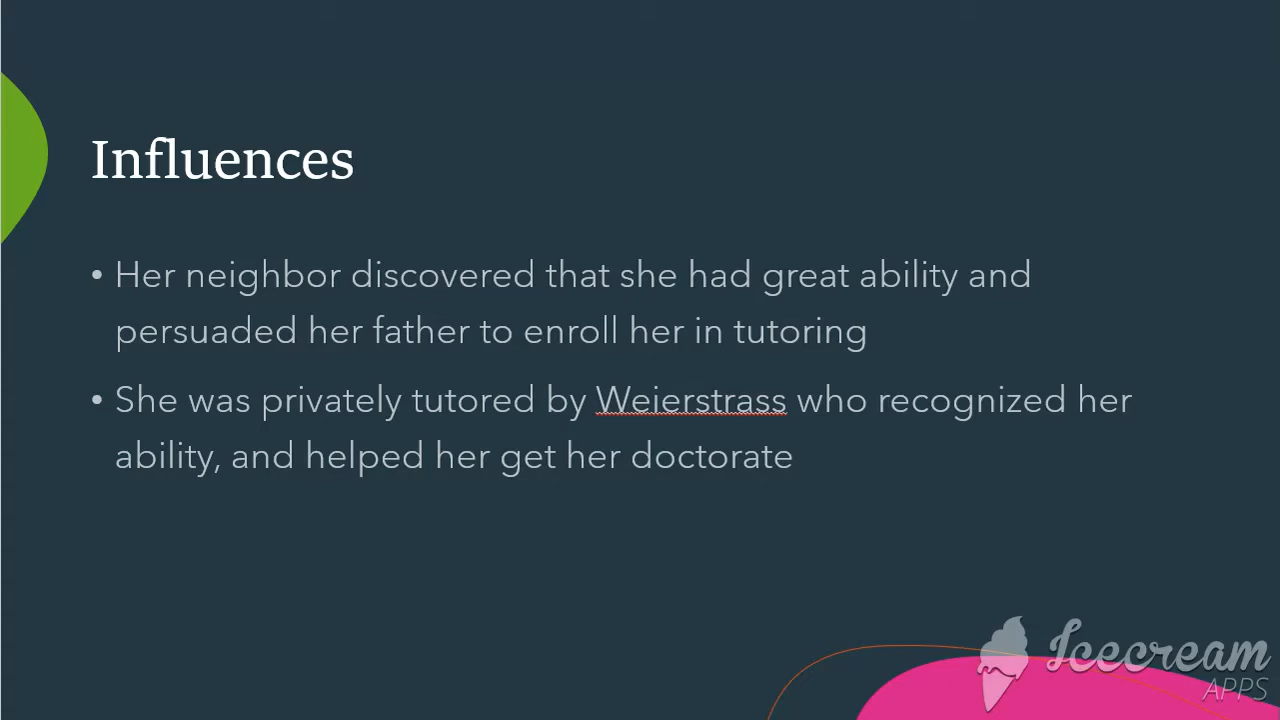 Influences
• Her neighbor discovered that she had great ability and
persuaded her father to enroll her in tutoring
• She was privately tutored by Weierstrass who recognized her
ability, and helped her get her doctorate
Icecream
APPS